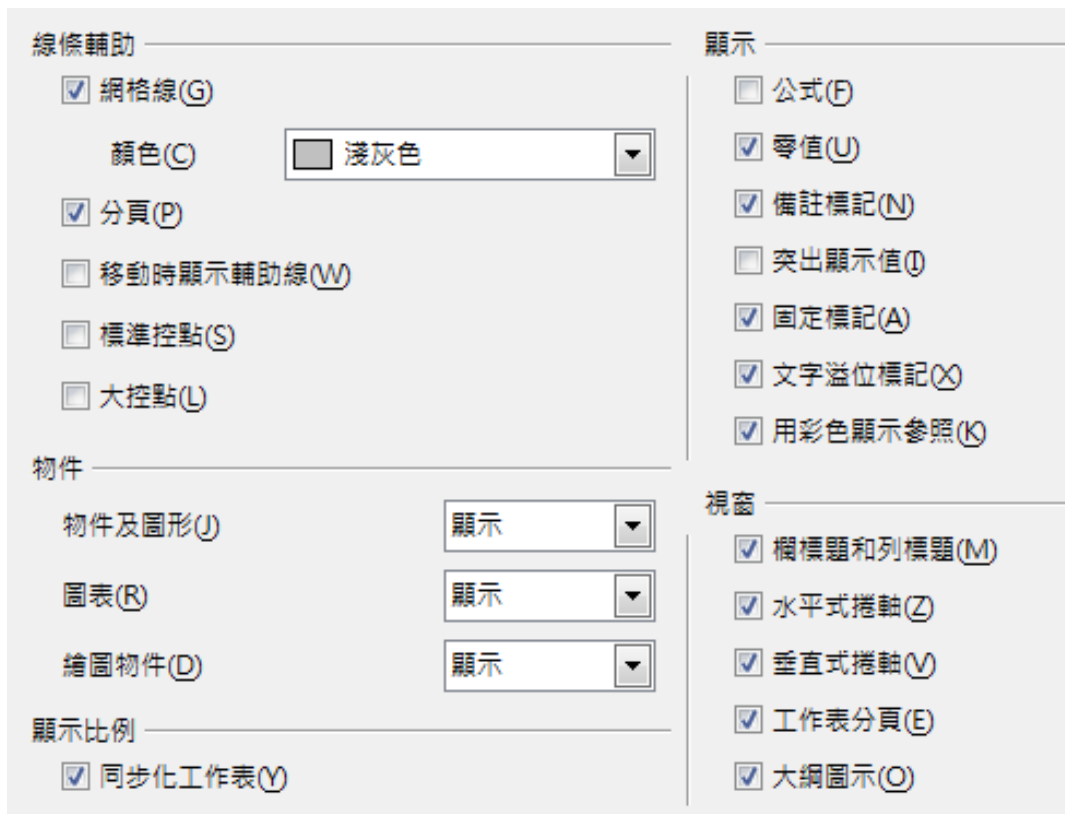 線條輔助
網格線(G)
顏色(C) 淺灰色
分頁(P)
移動時顯示輔助線(W)
標準控點(S)
大控點(L)
物件
物件及圖形(J) 顯示
圖表(R) 顯示
繪圖物件(D) 顯示
顯示比例
同步化工作表(Y)
顯示
公式(F)
零值(U)
備註標記(N)
突出顯示值(I)
固定標記(A)
文字溢位標記(X)
用彩色顯示參照(K)
視窗
欄標題和列標題(M)
水平式捲軸(Z)
垂直式捲軸(V)
工作表分頁(E)
大綱圖示(O)